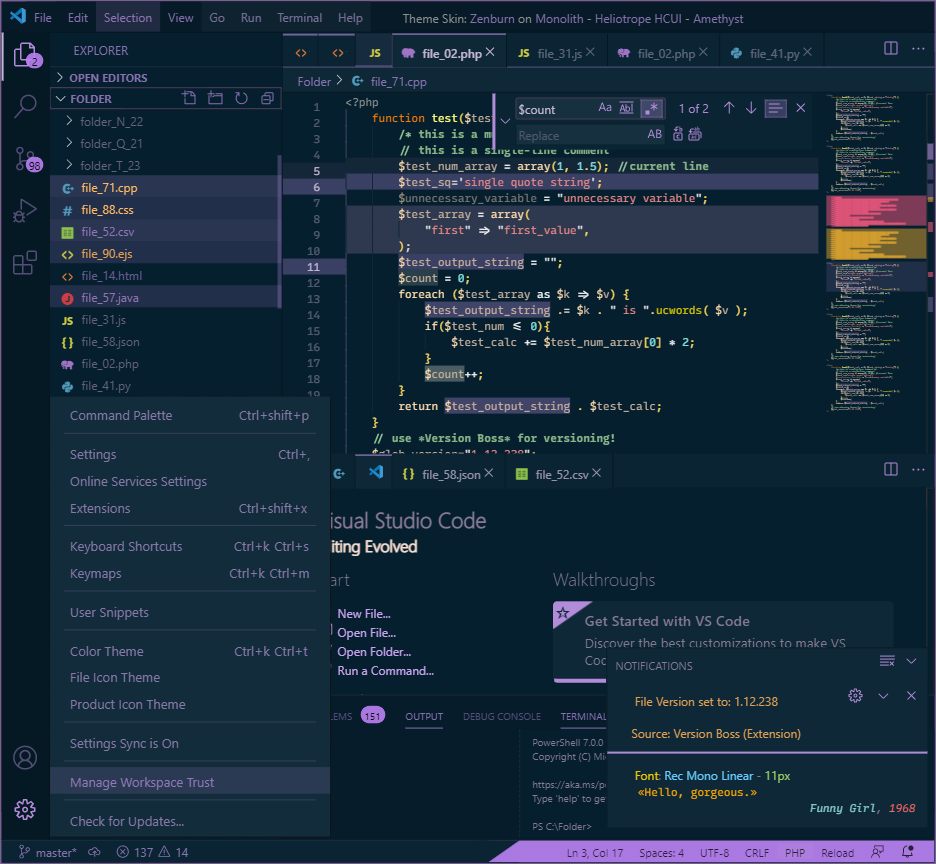 File Edit Selection View Go Run Terminal Help Theme Skin: Zenburn on Monolith - Heliotrope HCUI - Amethyst
2
98
EXPLORER
OPEN EDITORS
FOLDER
folder_N_22
folder_Q_21
folder_T_23
file_71.cpp
file_88.css
file_52.csv
file_90.ejs
file_14.html
file_57.java
file_31.js
file_58.json
file_02.php
file_41.py
JS file_02.php JS file_31.js file_02.php file_41.py
Folder > file_71.cpp
$count Aa Abl .* 1 of 2
Replace AB
1 <?php
2 function test($tes
3 /* this is a m
4 // this is a single-line comment
5 $test_num_array = array(1, 1.5); //current line
6 $test_sq='single quote string';
7 $unnecessary_variable = "unnecessary variable";
8 $test_array = array(
9 "first" => "first_value",
10 );
11 $test_output_string = "";
12 $count = 0;
13 foreach ($test_array as $k => $v) {
14 $test_output_string .= $k . " is ".ucwords( $v );
15 if($test_num <= 0){
16 $test_calc += $test_num_array[0] * 2;
17 }
18 $count++;
19 }
return $test_output_string . $test_calc;
}
// use *Version Boss* for versioning!
$glob_version="1.12.238";
Command Palette Ctrl+shift+p
Settings Ctrl+,
Online Services Settings
Extensions Ctrl+shift+x
Keyboard Shortcuts Ctrl+k Ctrl+s
Keymaps Ctrl+k Ctrl+m
User Snippets
Color Theme Ctrl+k Ctrl+t
File Icon Theme
Product Icon Theme
Settings Sync is On
Manage Workspace Trust
Check for Updates...
file_58.json file_52.csv
isual Studio Code
iting Evolved
art
New File...
Open File...
Open Folder...
Run a Command...
Walkthroughs
Get Started with VS Code
Discover the best customizations to make VS
Coc
LEMS 151 OUTPUT DEBUG CONSOLE TERMINAL
PowerShell 7.0.0
Copyright (C) Mi
https://aka.ms/p
Type 'help' to ge
PS C:\Folder>
NOTIFICATIONS
File Version set to: 1.12.238
Source: Version Boss (Extension)
Font: Rec Mono Linear - 11px
«Hello, gorgeous.»
Funny Girl, 1968
master* 137 14 Ln 3, Col 17 Spaces: 4 UTF-8 CRLF PHP Reload